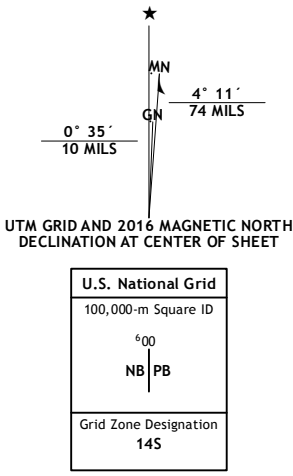 ★
MN
GN
4° 11´
74 MILS
0° 35´
10 MILS
UTM GRID AND 2016 MAGNETIC NORTH
DECLINATION AT CENTER OF SHEET
U.S. National Grid
100,000-m Square ID
⁶00
NB PB
Grid Zone Designation
14S